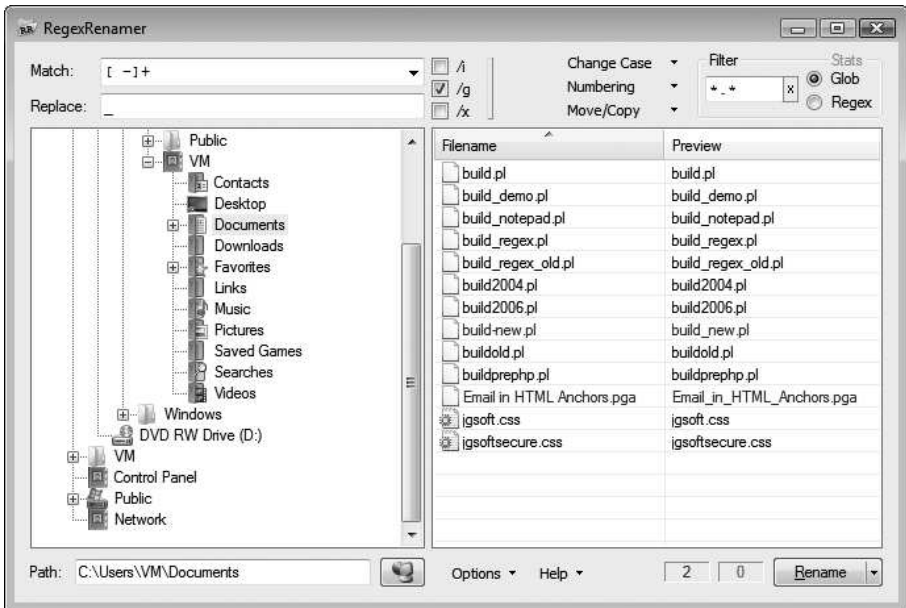 RegexRenamer
Match: [ -]+
Replace: _
/i
/g
/x
Change Case
Numbering
Move/Copy
Filter
*.*
x
Stats
Glob
Regex
Public
VM
Contacts
Desktop
Documents
Downloads
Favorites
Links
Music
Pictures
Saved Games
Searches
Videos
Windows
DVD RW Drive (D:)
VM
Control Panel
Public
Network
Filename Preview
build.pl build.pl
build_demo.pl build_demo.pl
build_notepad.pl build_notepad.pl
build_regex.pl build_regex.pl
build_regex_old.pl build_regex_old.pl
build2004.pl build2004.pl
build2006.pl build2006.pl
build-new.pl build_new.pl
buildold.pl buildold.pl
buildprephp.pl buildprephp.pl
Email in HTML Anchors.pga Email_in_HTML_Anchors.pga
jgsoft.css jgsoft.css
jgsoftsecure.css jgsoftsecure.css
Path: C:\Users\VM\Documents
Options Help 2 0 Rename